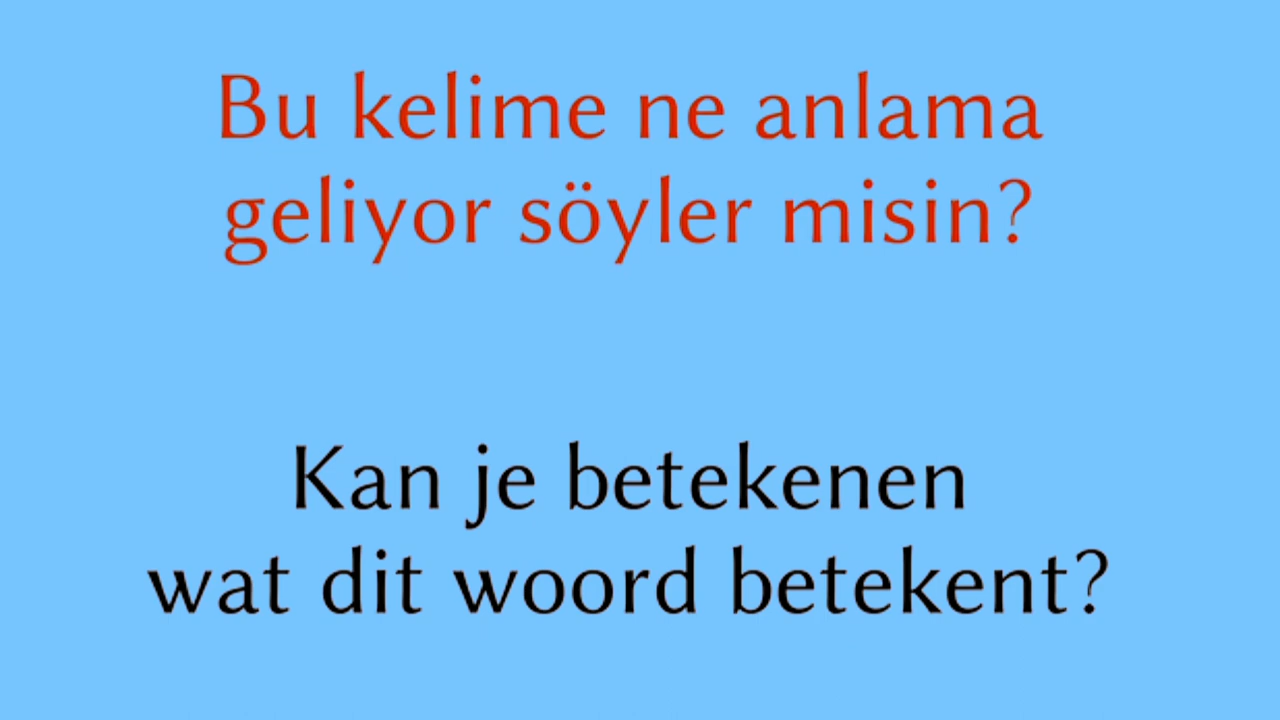 Bu kelime ne anlama
geliyor söyler misin?
Kan je betekenen
wat dit woord betekent?